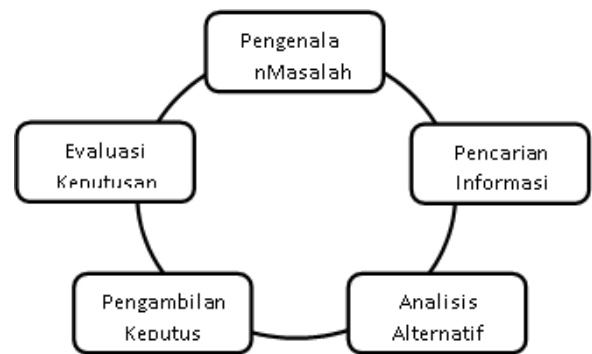 Pengenala
nMasalah
Pencarian
Informasi
Analisis
Alternatif
Pengambilan
Keputus
Evaluasi
Keputusan